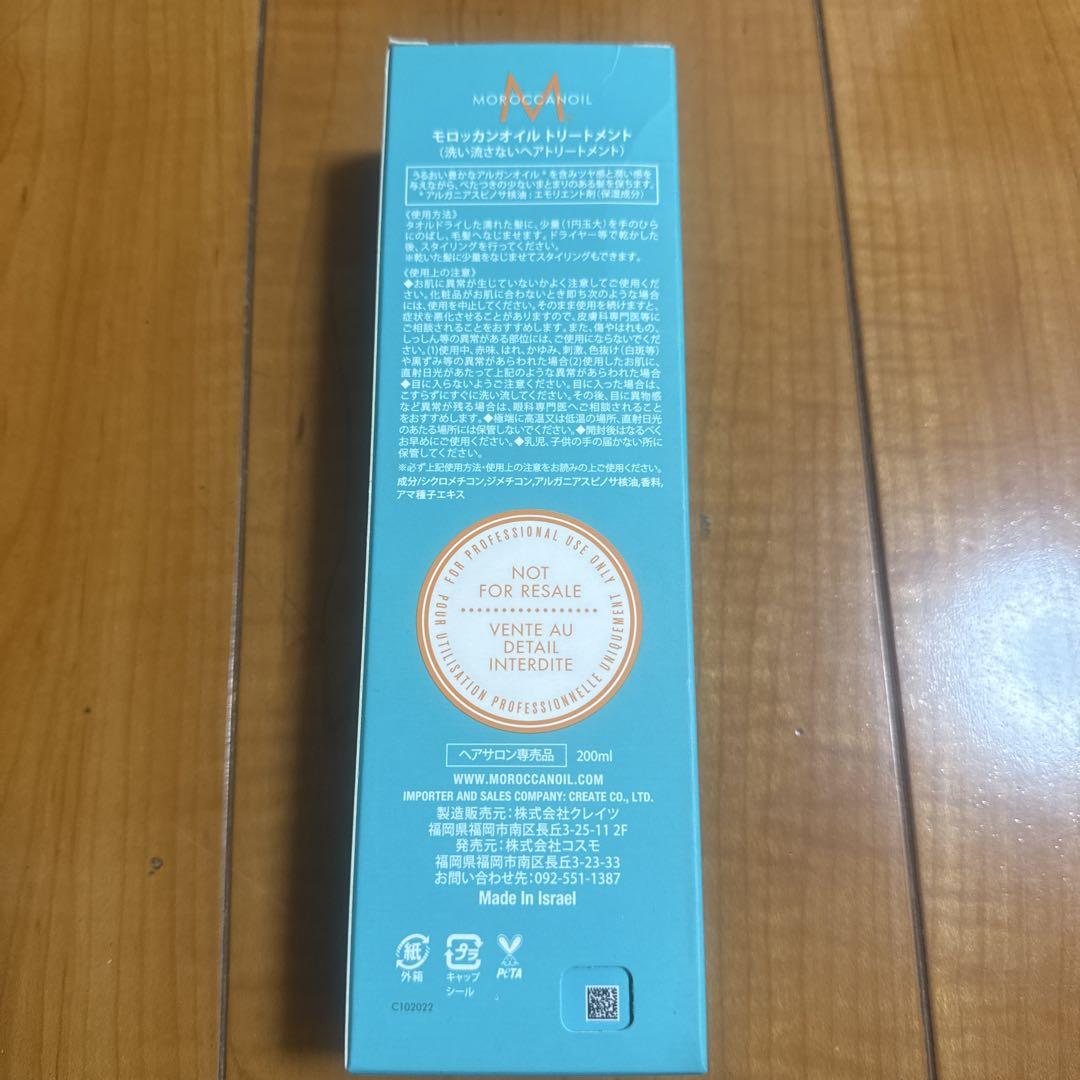 MOROCCANOIL
モロッカンオイル トリートメント
(洗い流さないヘアトリートメント)
うるおい豊かなアルガンオイル*を含みツヤ感と潤い感を
与えながら、べたつきの少ないまとまりのある髪を保ちます。
*アルガニアスピノサ核油:エモリエント剤(保湿成分)
《使用方法》
タオルドライした濡れた髪に、少量(1円玉大)を手のひら
にのばし、毛髪へなじませます。ドライヤー等で乾かした
後、スタイリングを行ってください。
※乾いた髪に少量をなじませてスタイリングもできます。
《使用上の注意》
◆お肌に異常が生じていないかよく注意してご使用くだ
さい。化粧品がお肌に合わないとき即ち次のような場合
には、使用を中止してください。そのまま使用を続けますと、
症状を悪化させることがありますので、皮膚科専門医等に
ご相談されることをおすすめします。また、傷やはれもの、
しっしん等の異常がある部位には、ご使用にならないでくだ
さい。(1)使用中、赤味、はれ、かゆみ、刺激、色抜け(白斑等)
や黒ずみ等の異常があらわれた場合(2)使用したお肌に、
直射日光があたって上記のような異常があらわれた場合
◆目に入らないようご注意ください。目に入った場合は、
こすらずにすぐに洗い流してください。その後、目に異物感
など異常が残る場合は、眼科専門医へご相談されること
をおすすめします。◆極端に高温又は低温の場所、直射日光
のあたる場所には保管しないでください。◆開封後はなるべく
お早めにご使用ください。◆乳児、子供の手の届かない所に
保管してください。
※必ず上記使用方法・使用上の注意をお読みの上ご使用ください。
成分/シクロメチコン,ジメチコン,アルガニアスピノサ核油,香料,
アマ種子エキス
FOR PROFESSIONAL USE ONLY
NOT
FOR RESALE
VENTE AU
DETAIL
INTERDITE
POUR UTILISATION PROFESSIONNELLE UNIQUEMENT
ヘアサロン専売品 200ml
WWW.MOROCCANOIL.COM
IMPORTER AND SALES COMPANY: CREATE CO., LTD.
製造販売元:株式会社クレイツ
福岡県福岡市南区長丘3-25-11 2F
発売元:株式会社コスモ
福岡県福岡市南区長丘3-23-33
お問い合わせ先:092-551-1387
Made In Israel
紙 プラ PETA
外箱 キャップ
シール
C102022